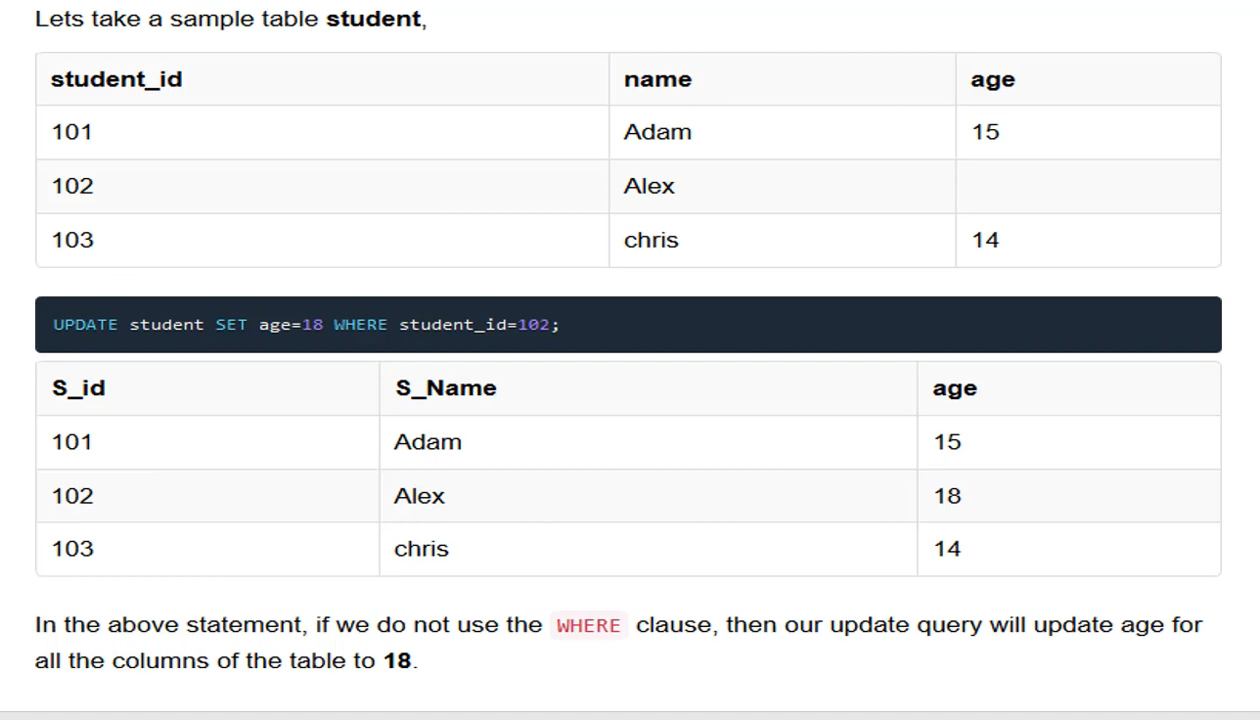 Lets take a sample table student,
student_id name age
101 Adam 15
102 Alex
103 chris 14
UPDATE student SET age=18 WHERE student_id=102;
S_id S_Name age
101 Adam 15
102 Alex 18
103 chris 14
In the above statement, if we do not use the WHERE clause, then our update query will update age for
all the columns of the table to 18.